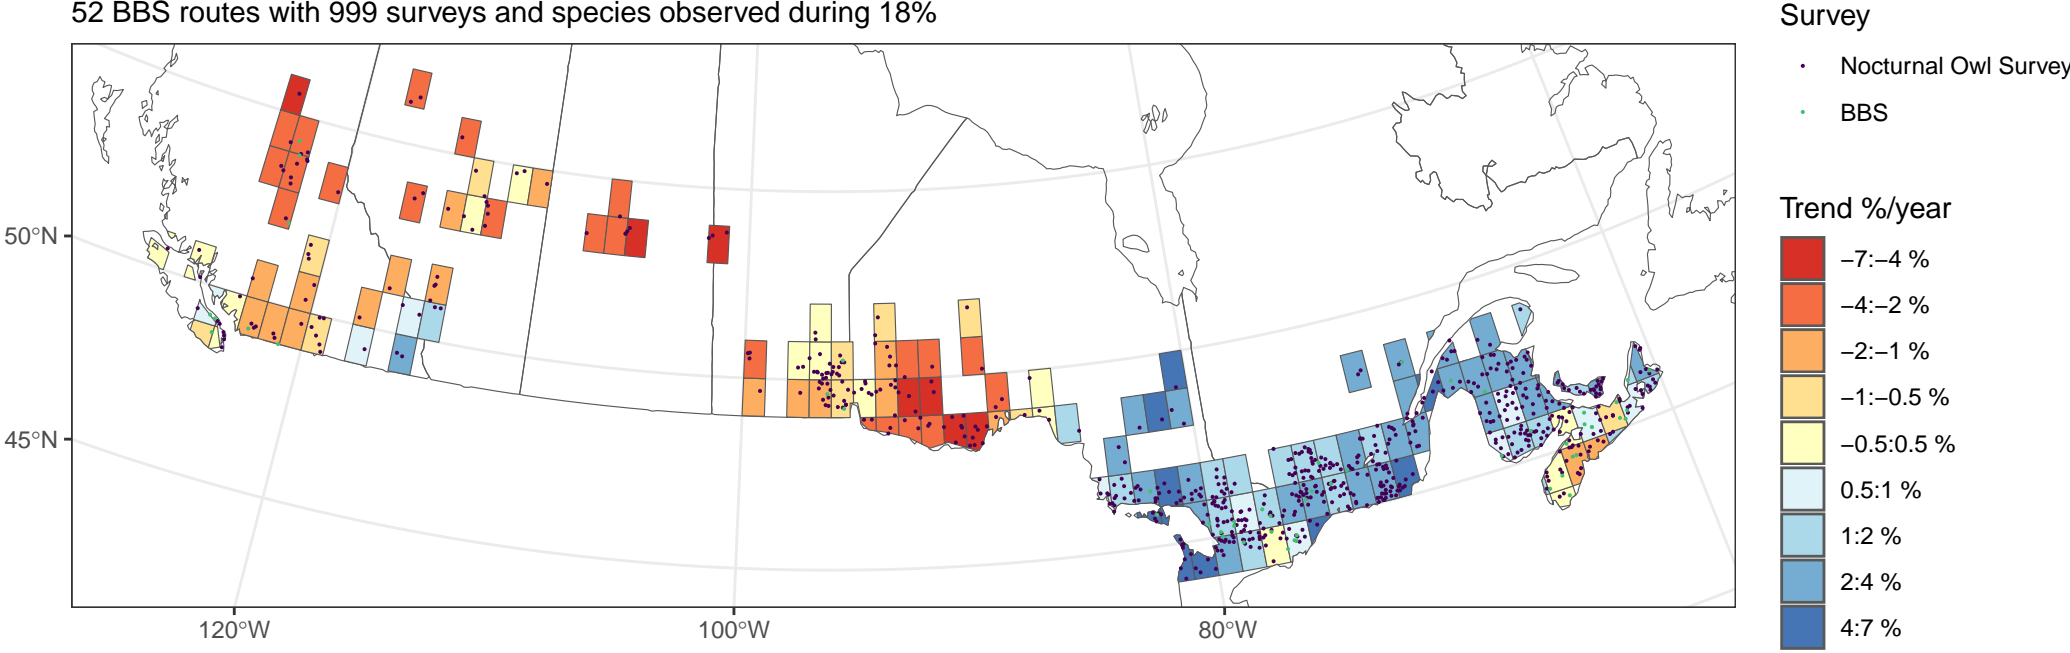 52 BBS routes with 999 surveys and species observed during 18%
Survey
Nocturnal Owl Survey
BBS
Trend %/year
−7:−4 %
−4:−2 %
−2:−1 %
−1:−0.5 %
−0.5:0.5 %
0.5:1 %
1:2 %
2:4 %
4:7 %
50°N
45°N
120°W
100°W
80°W